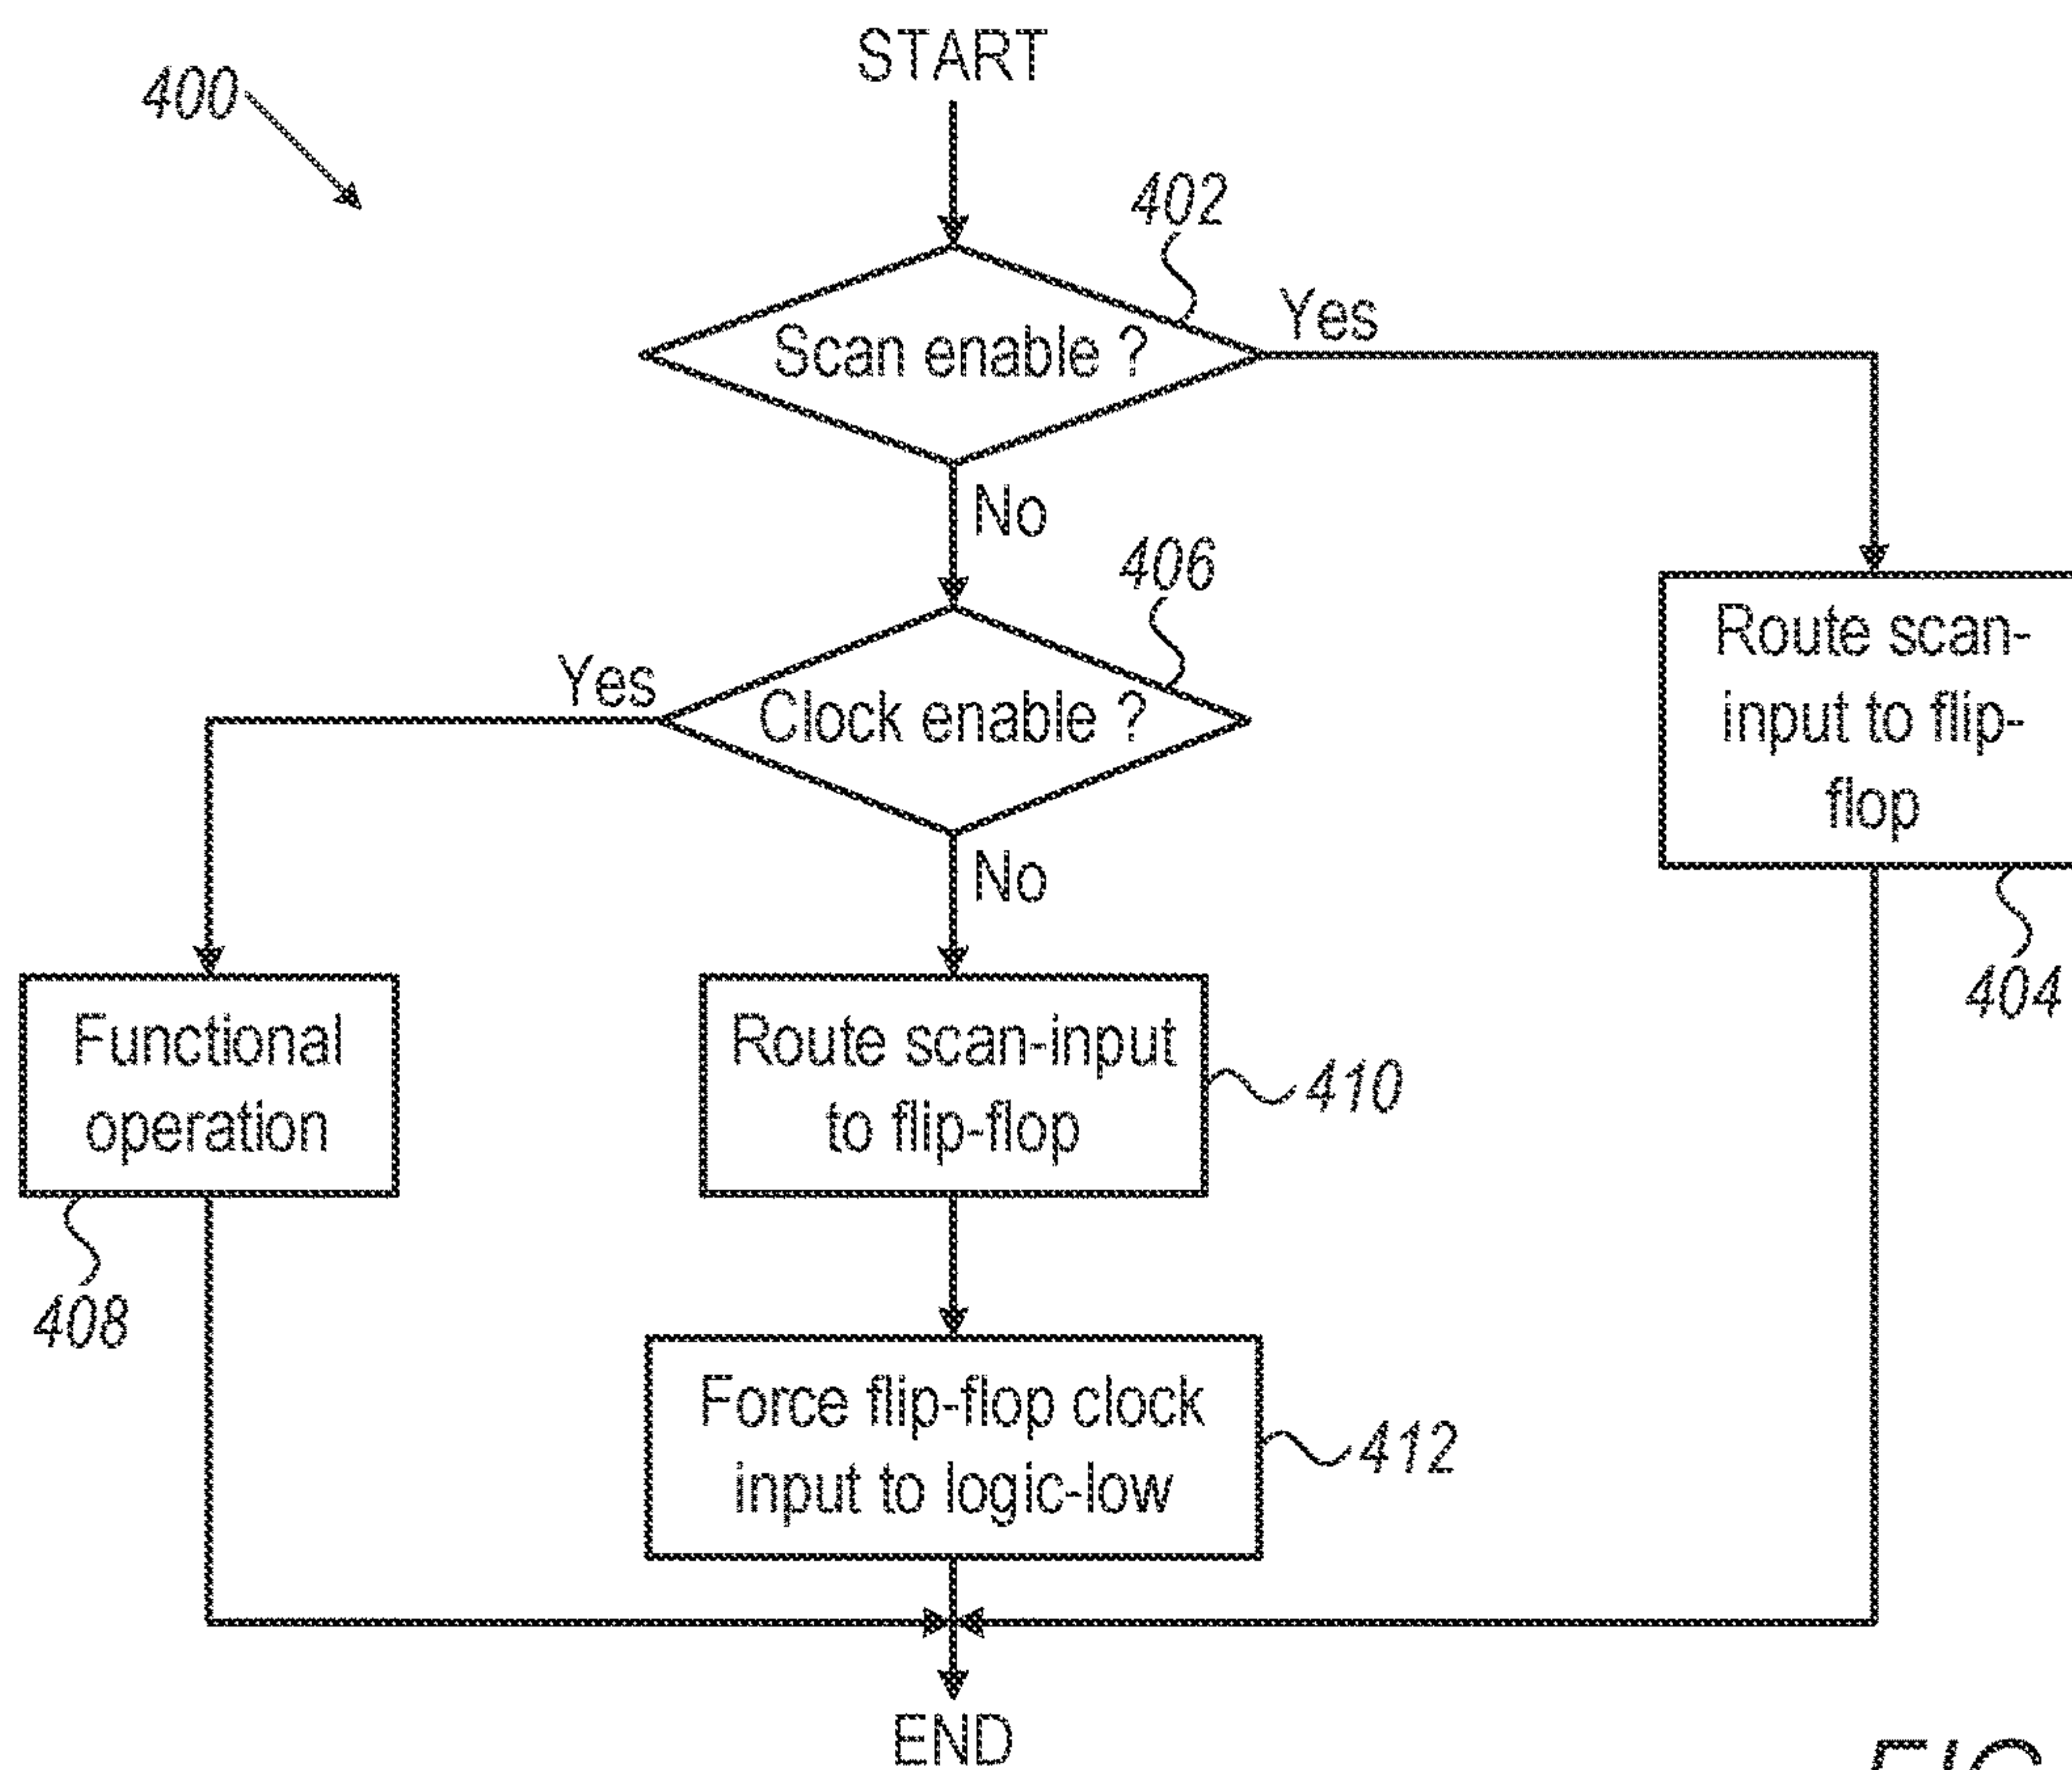 START
400
402
Scan enable ?
Yes
No
406
Yes
Clock enable ?
Route scan-
input to flip-
flop
No
404
Functional
operation
Route scan-input
to flip-flop
410
408
Force flip-flop clock
input to logic-low
412
END